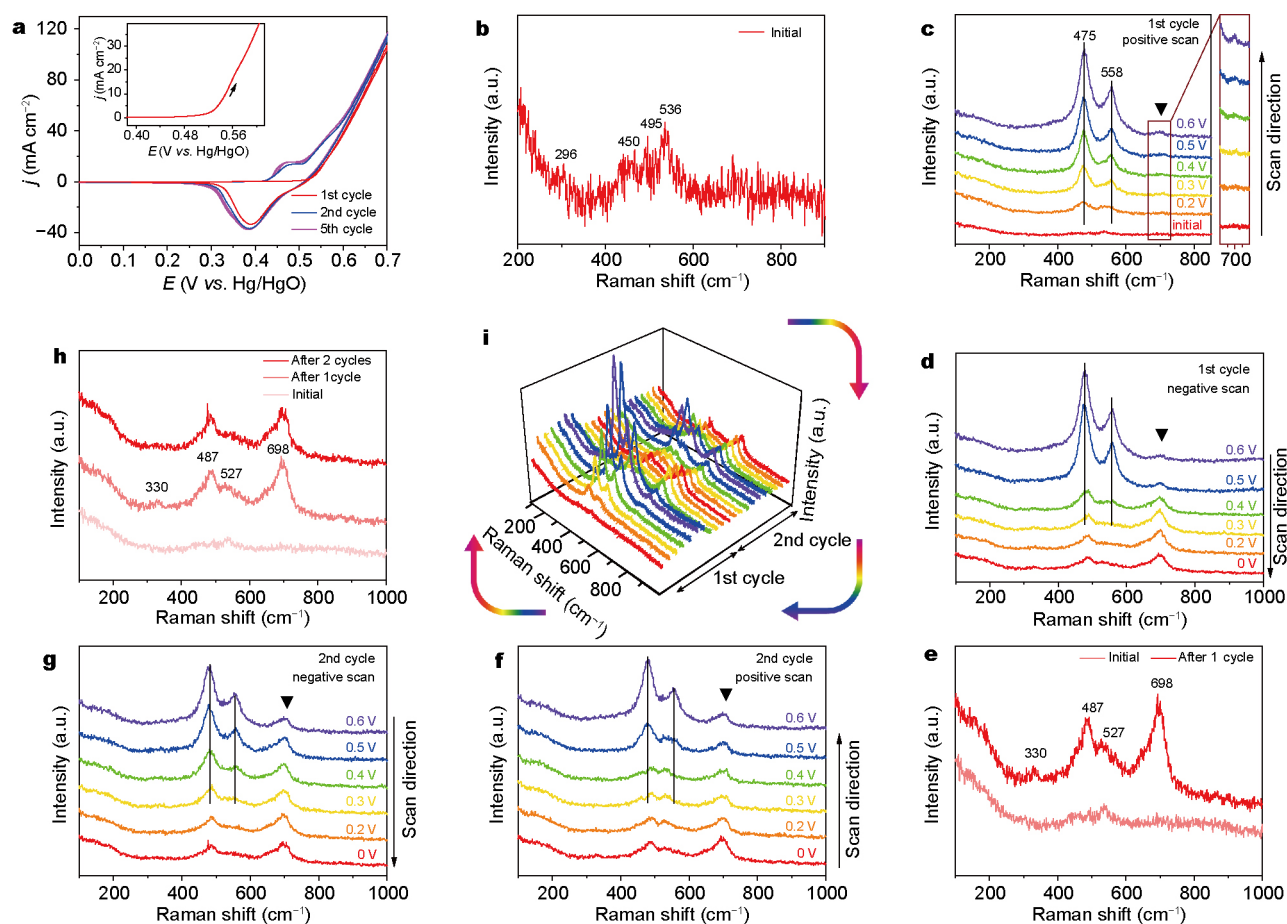 a
120
80
40
0
−40
j (mA cm−2)
0.0 0.1 0.2 0.3 0.4 0.5 0.6 0.7
E (V vs. Hg/HgO)
30
20
10
0
j (mA cm−2)
0.40 0.48 0.56
E (V vs. Hg/HgO)
1st cycle
2nd cycle
5th cycle
b
Initial
296
450
495
536
Intensity (a.u.)
200 400 600 800
Raman shift (cm−1)
c
475
558
1st cycle
positive scan
0.6 V
0.5 V
0.4 V
0.3 V
0.2 V
initial
700
Scan direction
Intensity (a.u.)
200 400 600 800
Raman shift (cm−1)
h
After 2 cycles
After 1cycle
Initial
330
487
527
698
Intensity (a.u.)
200 400 600 800 1000
Raman shift (cm−1)
i
Intensity (a.u.)
2nd cycle
1st cycle
200
400
600
800
Raman shift (cm−1)
d
1st cycle
negative scan
0.6 V
0.5 V
0.4 V
0.3 V
0.2 V
0 V
Scan direction
Intensity (a.u.)
200 400 600 800 1000
Raman shift (cm−1)
g
2nd cycle
negative scan
0.6 V
0.5 V
0.4 V
0.3 V
0.2 V
0 V
Scan direction
Intensity (a.u.)
200 400 600 800 1000
Raman shift (cm−1)
f
2nd cycle
positive scan
0.6 V
0.5 V
0.4 V
0.3 V
0.2 V
0 V
Scan direction
Intensity (a.u.)
200 400 600 800 1000
Raman shift (cm−1)
e
Initial
After 1 cycle
330
487
527
698
Intensity (a.u.)
200 400 600 800 1000
Raman shift (cm−1)